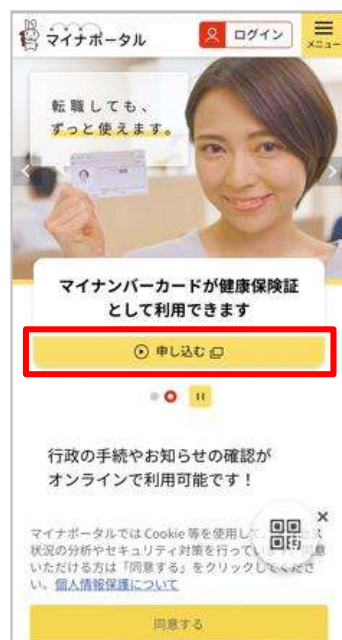 マイナポータル
ログイン
メニュー
転職しても、
ずっと使えます。
マイナンバーカードが健康保険証
として利用できます
申し込む
行政の手続やお知らせの確認が
オンラインで利用可能です！
マイナポータルでは Cookie 等を使用し
状況の分析やセキュリティ対策を行ってい
いただける方は「同意する」をクリックしてくださ
い。個人情報保護について
同意する